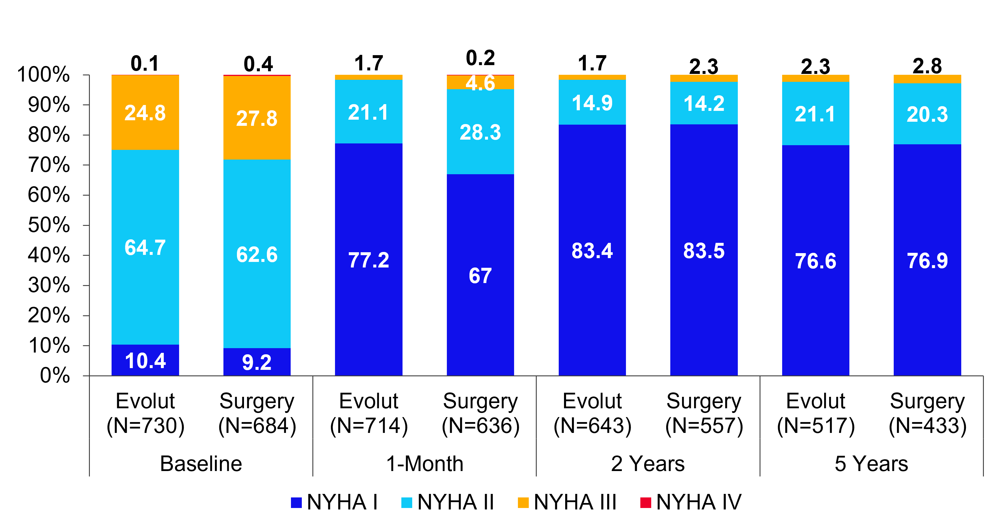 0.1 0.4 1.7 0.2 1.7 2.3 2.3 2.8
100%
90%
80%
70%
60%
50%
40%
30%
20%
10%
0%
24.8 27.8 4.6
64.7 62.6 21.1 28.3 14.9 14.2 21.1 20.3
10.4 9.2 77.2 67 83.4 83.5 76.6 76.9
Evolut Surgery Evolut Surgery Evolut Surgery Evolut Surgery
(N=730) (N=684) (N=714) (N=636) (N=643) (N=557) (N=517) (N=433)
Baseline 1-Month 2 Years 5 Years
NYHA I NYHA II NYHA III NYHA IV